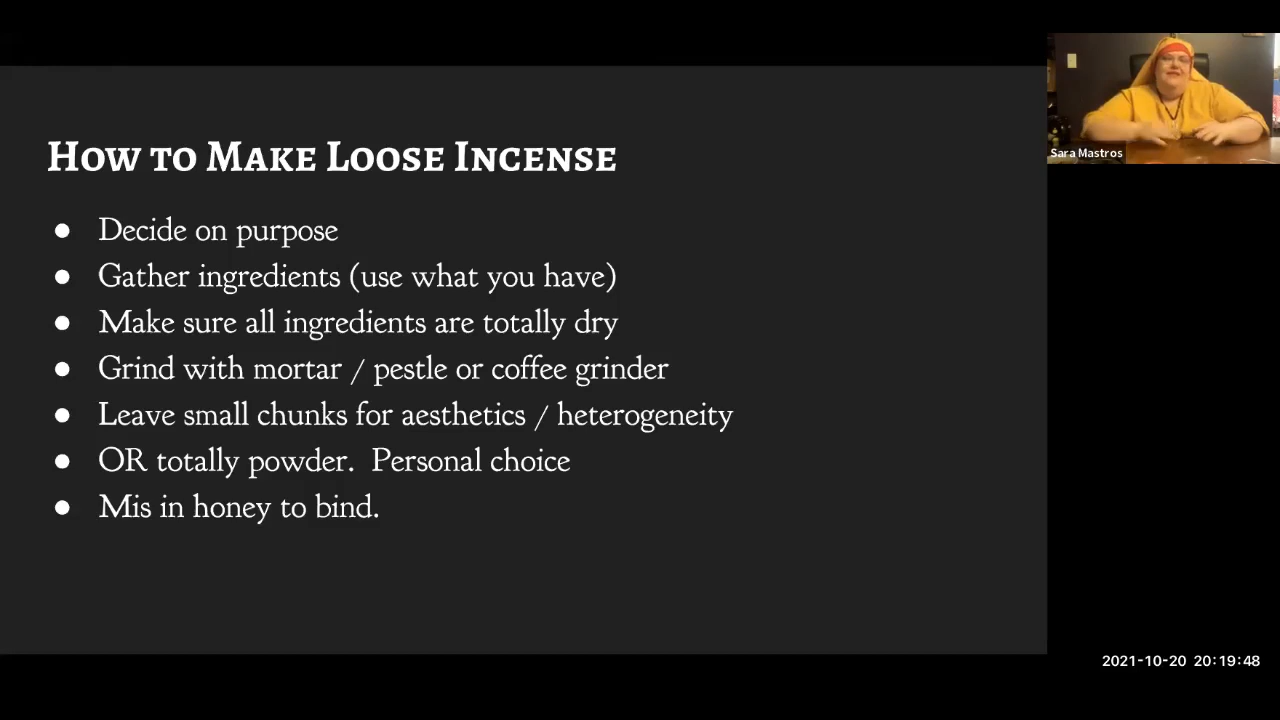 How to Make Loose Incense
● Decide on purpose
● Gather ingredients (use what you have)
● Make sure all ingredients are totally dry
● Grind with mortar / pestle or coffee grinder
● Leave small chunks for aesthetics / heterogeneity
● OR totally powder.  Personal choice
● Mis in honey to bind.
Sara Mastros
2021-10-20 20:19:48